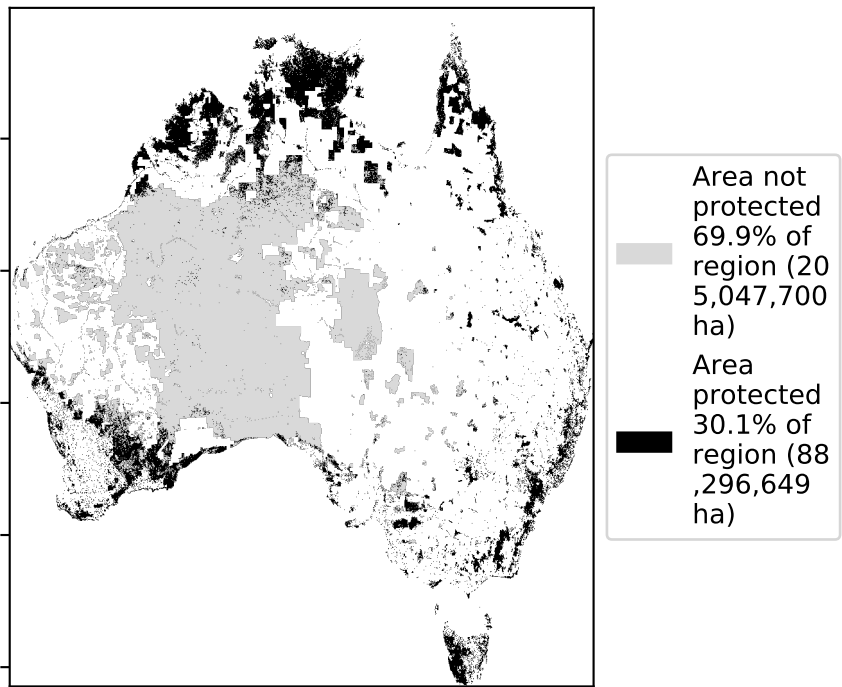 Area not
protected
69.9% of
region (20
5,047,700
ha)
Area
protected
30.1% of
region (88
,296,649
ha)